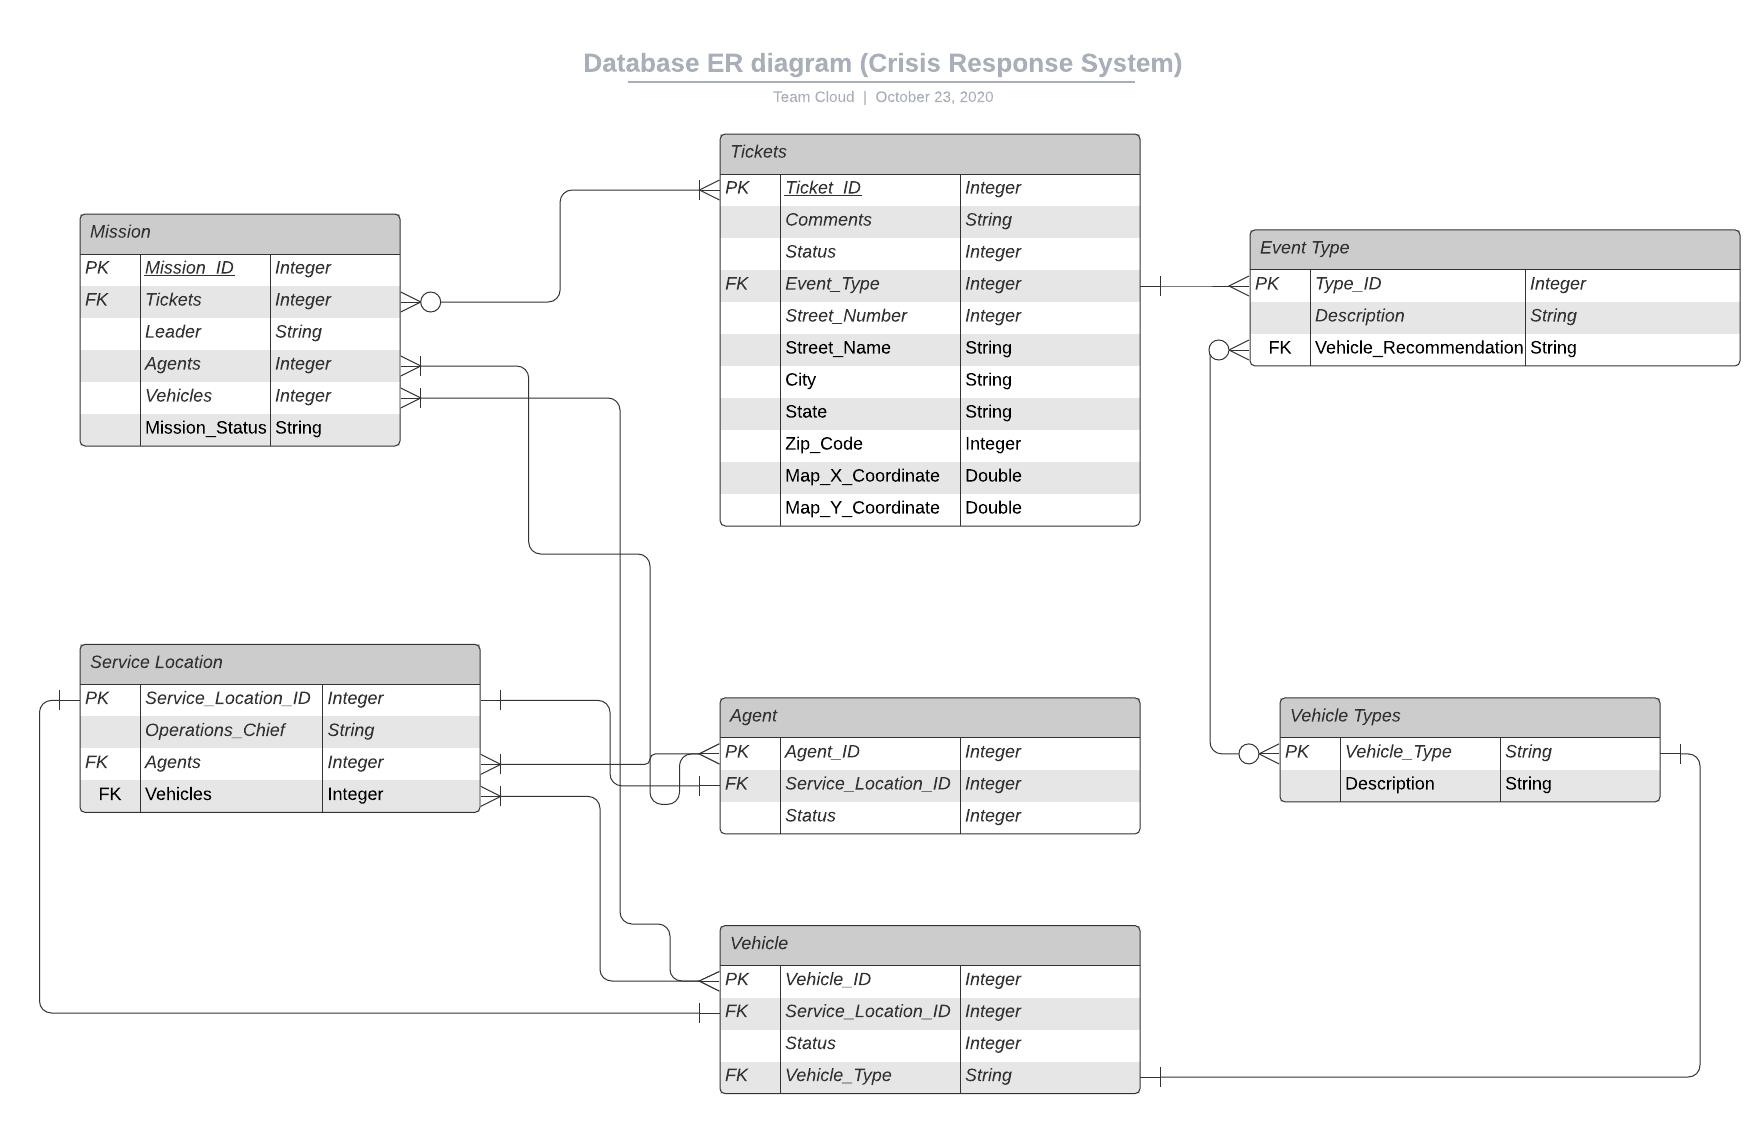 Database ER diagram (Crisis Response System)
Team Cloud | October 23, 2020
Tickets
PK Ticket_ID Integer
Comments String
Status Integer
FK Event_Type Integer
Street_Number Integer
Street_Name String
City String
State String
Zip_Code Integer
Map_X_Coordinate Double
Map_Y_Coordinate Double
Mission
PK Mission_ID Integer
FK Tickets Integer
Leader String
Agents Integer
Vehicles Integer
Mission_Status String
Event Type
PK Type_ID Integer
Description String
FK Vehicle_Recommendation String
Service Location
PK Service_Location_ID Integer
Operations_Chief String
FK Agents Integer
FK Vehicles Integer
Agent
PK Agent_ID Integer
FK Service_Location_ID Integer
Status Integer
Vehicle Types
PK Vehicle_Type String
Description String
Vehicle
PK Vehicle_ID Integer
FK Service_Location_ID Integer
Status Integer
FK Vehicle_Type String